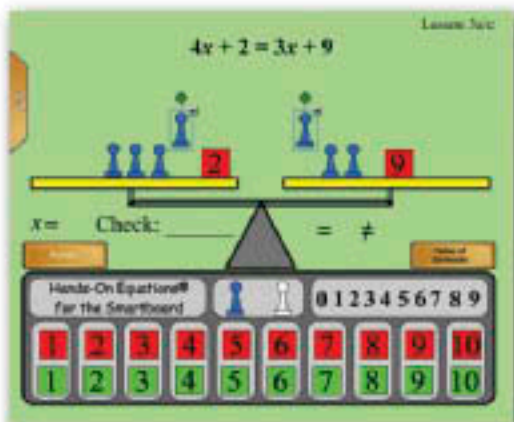 4x + 2 = 3x + 9
2
9
x= Check: ______ = ≠
Hands-On Equations®
for the Smartboard
0 1 2 3 4 5 6 7 8 9
1 2 3 4 5 6 7 8 9 10
1 2 3 4 5 6 7 8 9 10